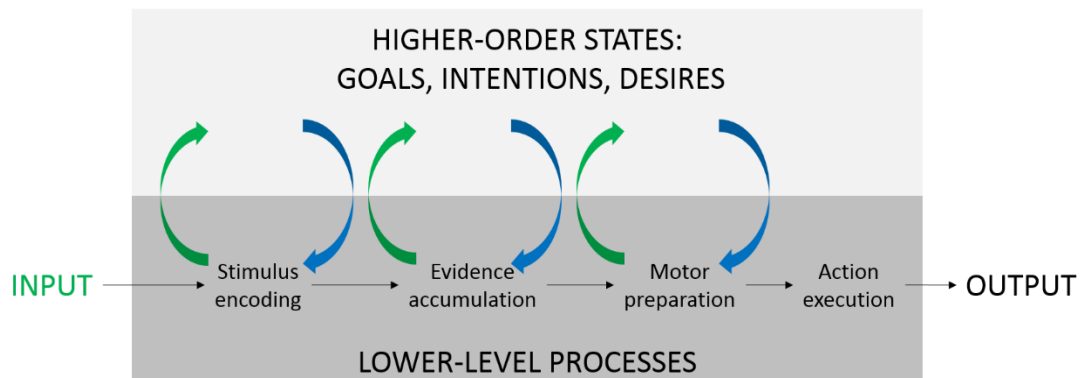 HIGHER-ORDER STATES:
GOALS, INTENTIONS, DESIRES
INPUT
Stimulus
encoding
Evidence
accumulation
Motor
preparation
Action
execution
OUTPUT
LOWER-LEVEL PROCESSES